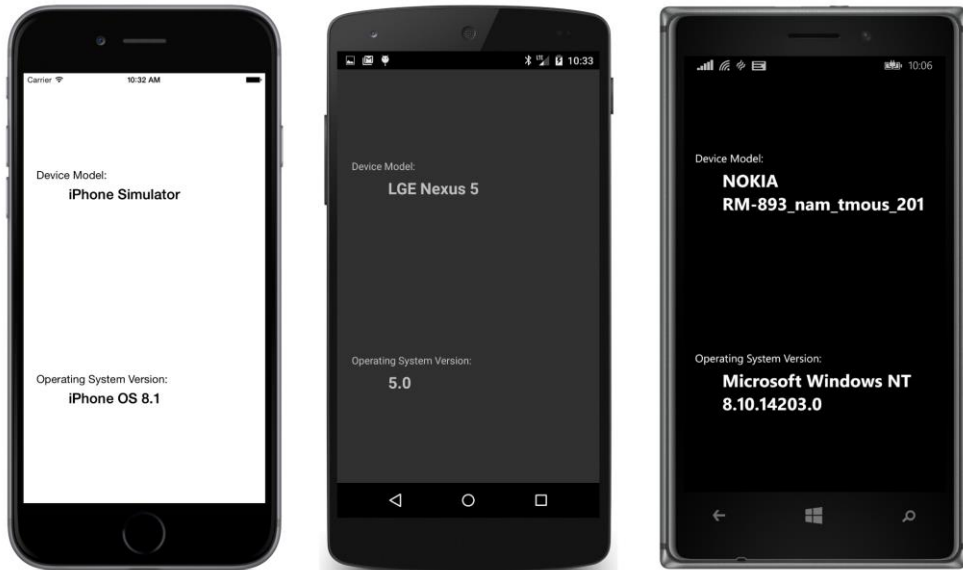 Carrier 10:32 AM
Device Model:
iPhone Simulator
Operating System Version:
iPhone OS 8.1
LTE 10:33
Device Model:
LGE Nexus 5
Operating System Version:
5.0
10:06
Device Model:
NOKIA
RM-893_nam_tmous_201
Operating System Version:
Microsoft Windows NT
8.10.14203.0